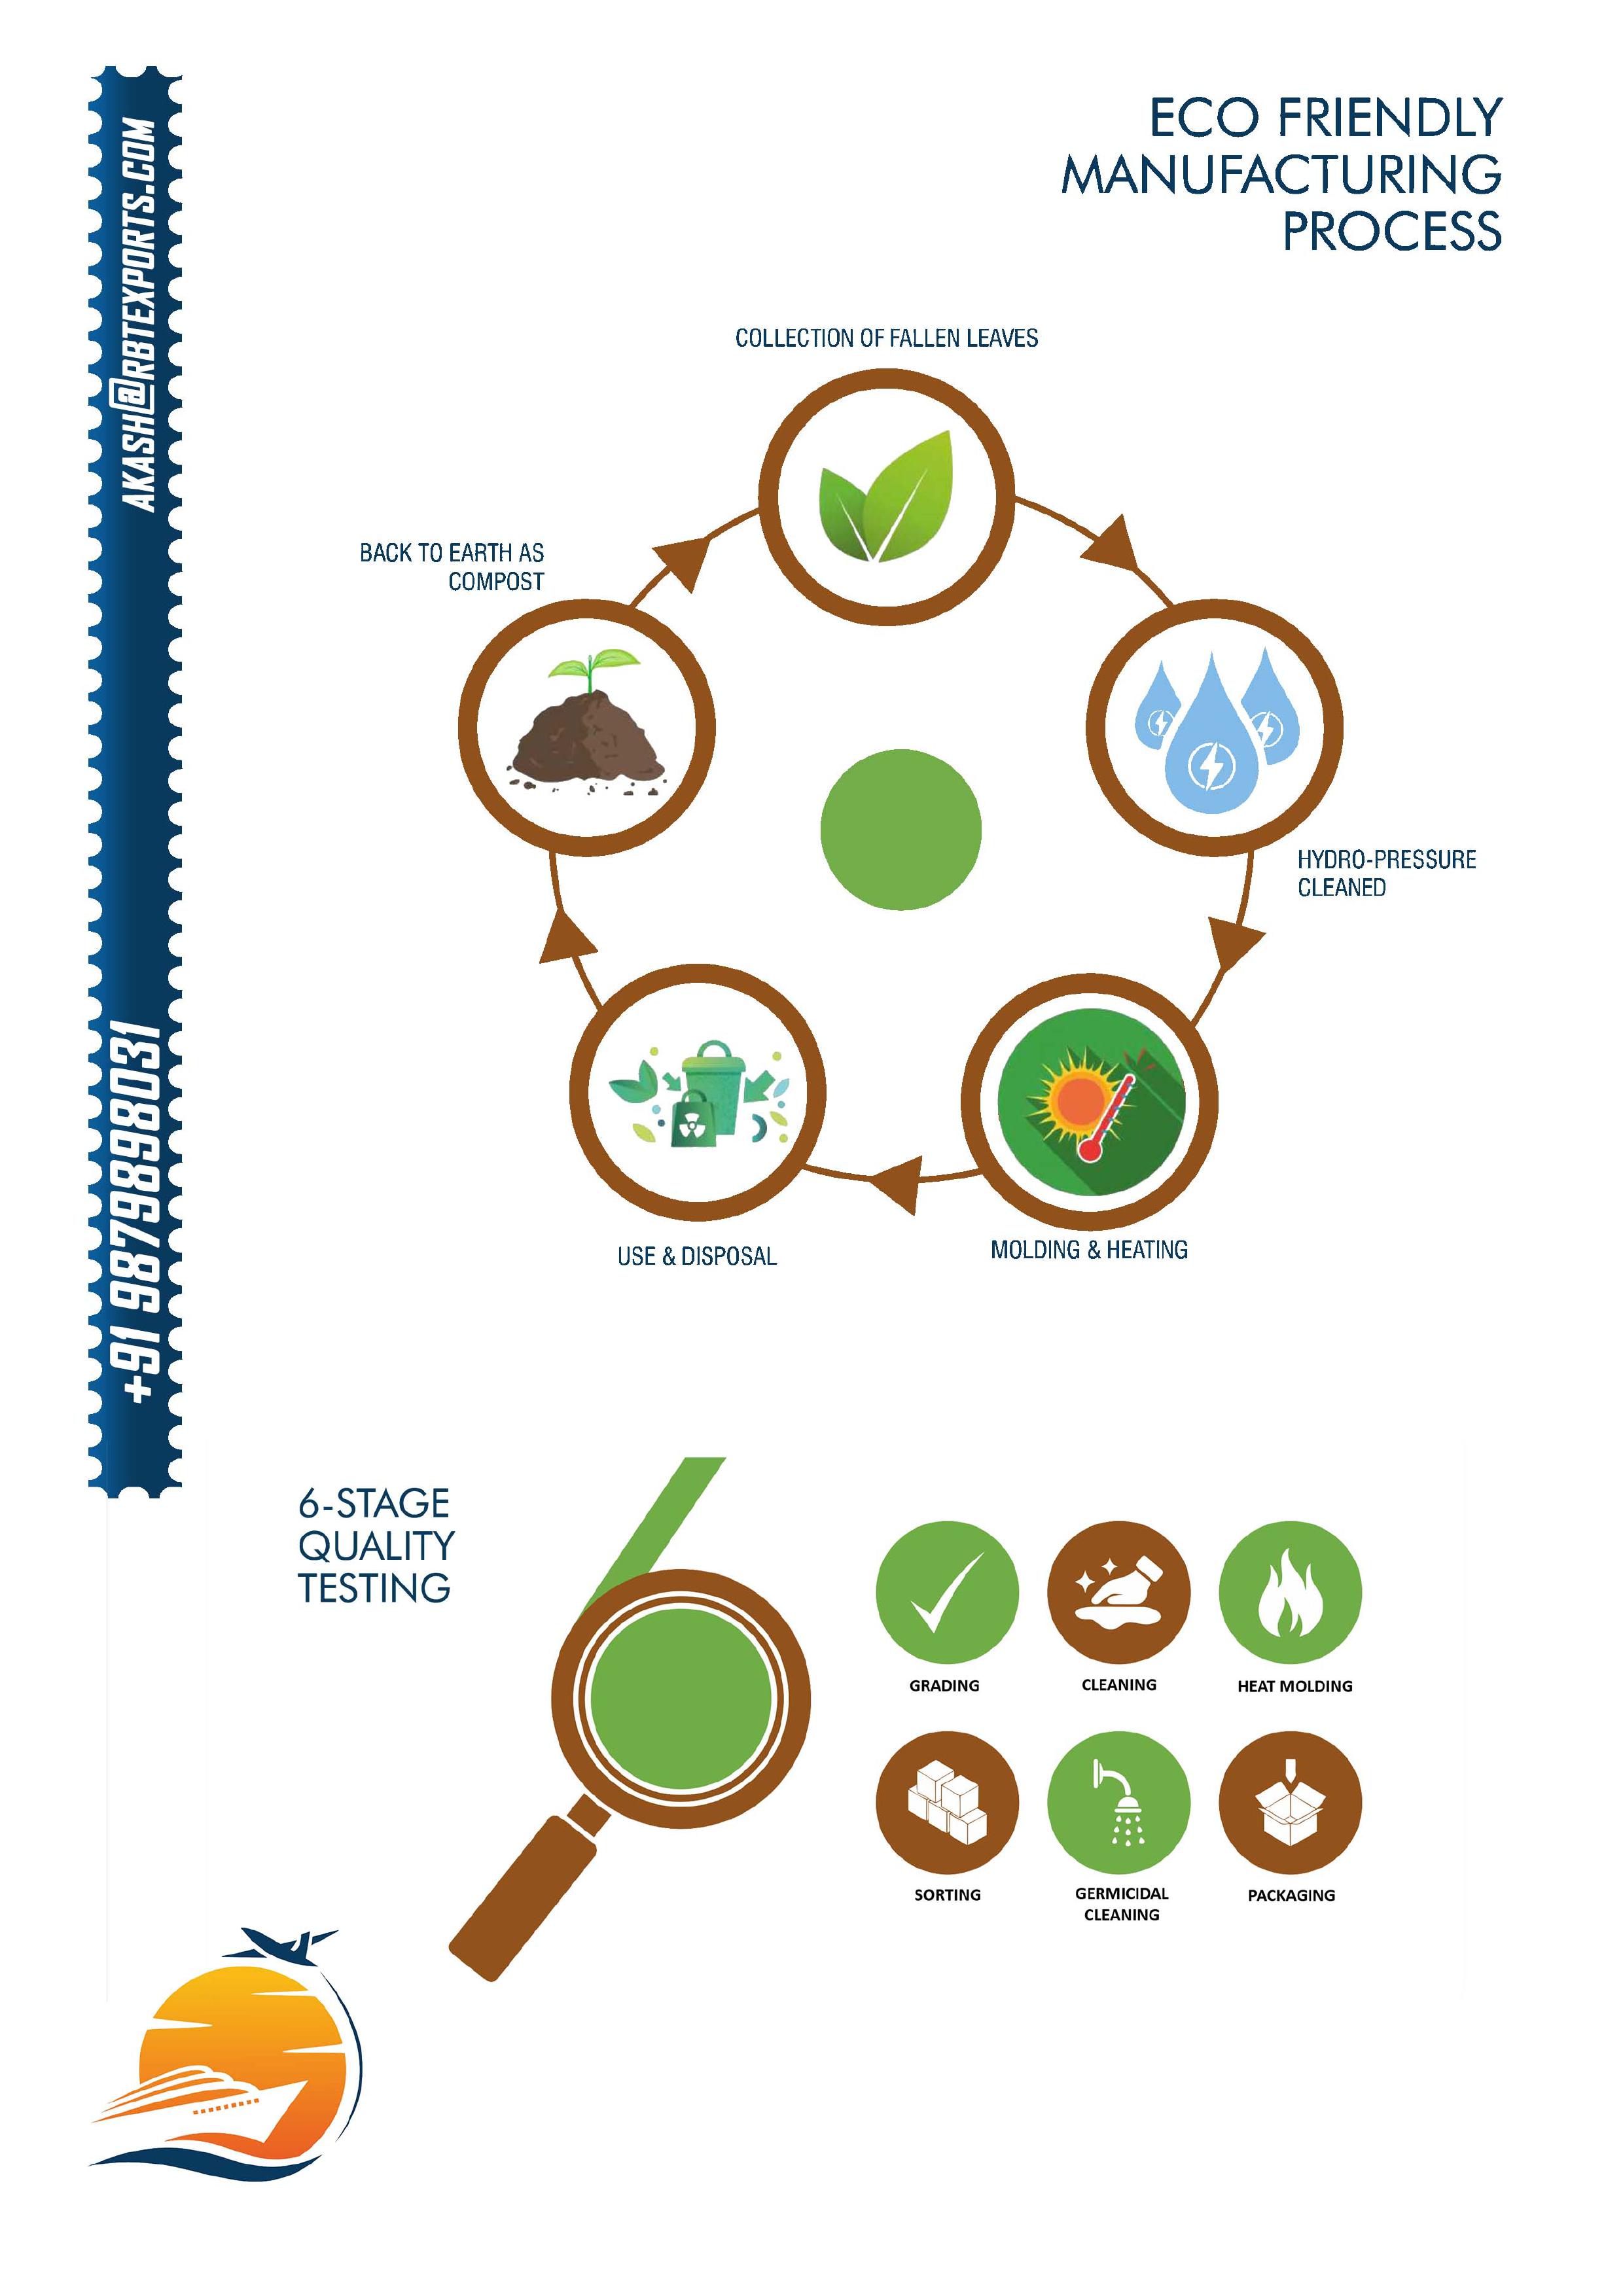 ECO FRIENDLY
MANUFACTURING
PROCESS
AKASH@RBTEXPORTS.COM
+91 9879898031
COLLECTION OF FALLEN LEAVES
BACK TO EARTH AS
COMPOST
HYDRO-PRESSURE
CLEANED
USE & DISPOSAL
MOLDING & HEATING
6-STAGE
QUALITY
TESTING
GRADING
CLEANING
HEAT MOLDING
SORTING
GERMICIDAL
CLEANING
PACKAGING